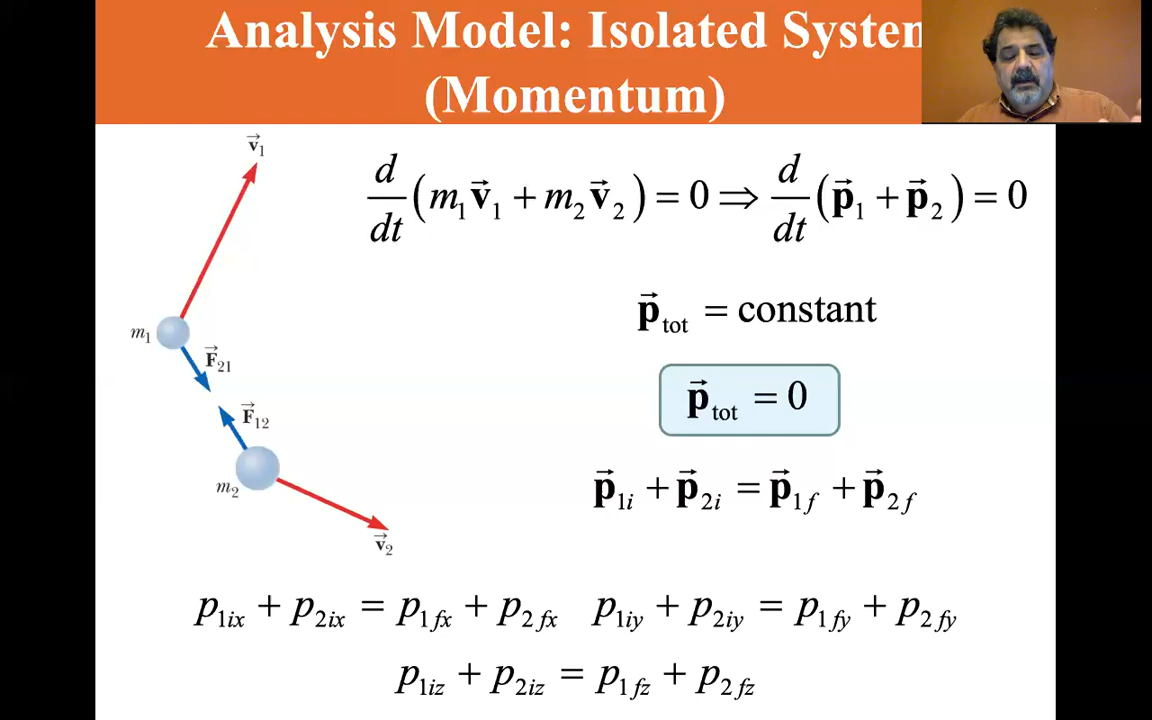 Analysis Model: Isolated System
(Momentum)
v⃗₁
d/dt (m₁v⃗₁ + m₂v⃗₂) = 0 ⇒ d/dt (p⃗₁ + p⃗₂) = 0
p⃗tot = constant
m₁
F⃗₂₁
p⃗tot = 0
F⃗₁₂
m₂
p⃗1i + p⃗2i = p⃗1f + p⃗2f
v⃗₂
p1ix + p2ix = p1fx + p2fx p1iy + p2iy = p1fy + p2fy
p1iz + p2iz = p1fz + p2fz